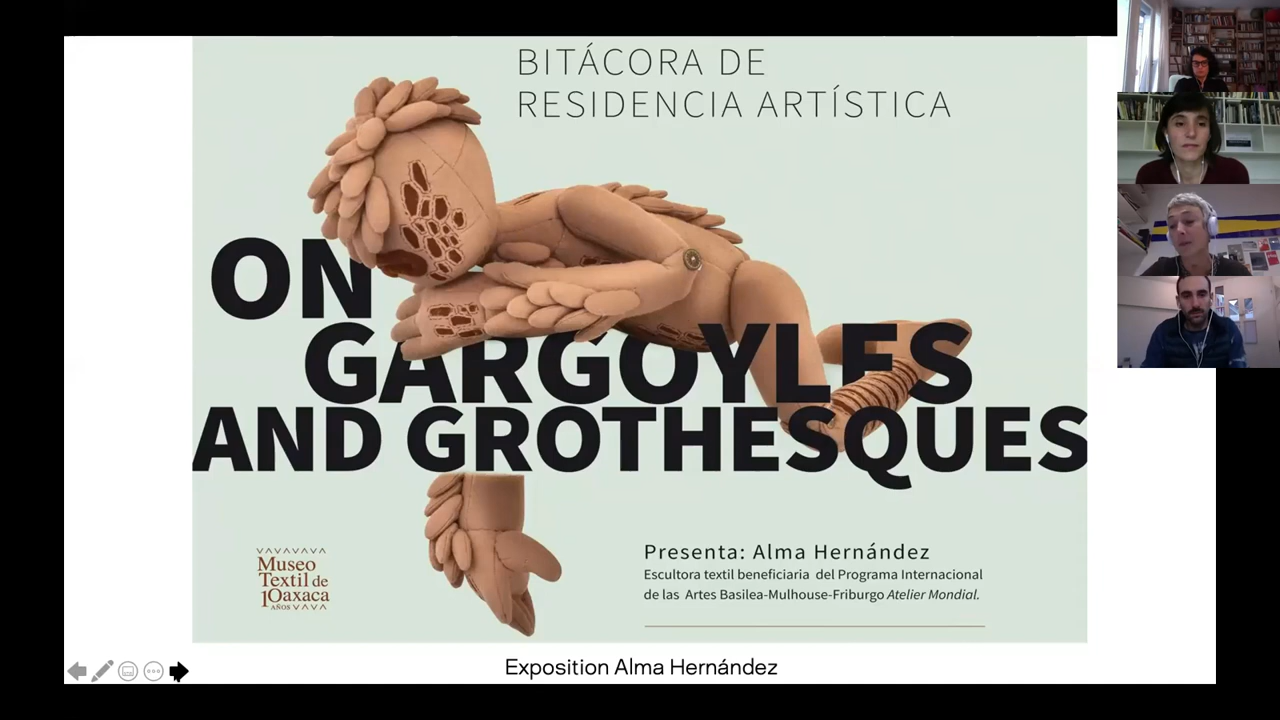 BITÁCORA DE
RESIDENCIA ARTÍSTICA
ON
GARGOYLES
AND GROTHESQUES
Museo
Textil de
10axaca
AÑOS
Presenta: Alma Hernández
Escultora textil beneficiaria del Programa Internacional
de las Artes Basilea-Mulhouse-Friburgo Atelier Mondial.
Exposition Alma Hernández